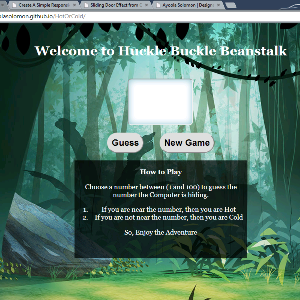 Create A Simple Responsi
Sliding Door Effect from
Ayoola Solomon | Design
lasolomon.github.io/HotOrCold/
Welcome to Huckle Buckle Beanstalk
Guess New Game
How to Play
Choose a number between (1 and 100) to guess the
number the Computer is hiding.
1. If you are near the number, then you are Hot
2. If you are not near the number, then you are Cold
So, Enjoy the Adventure